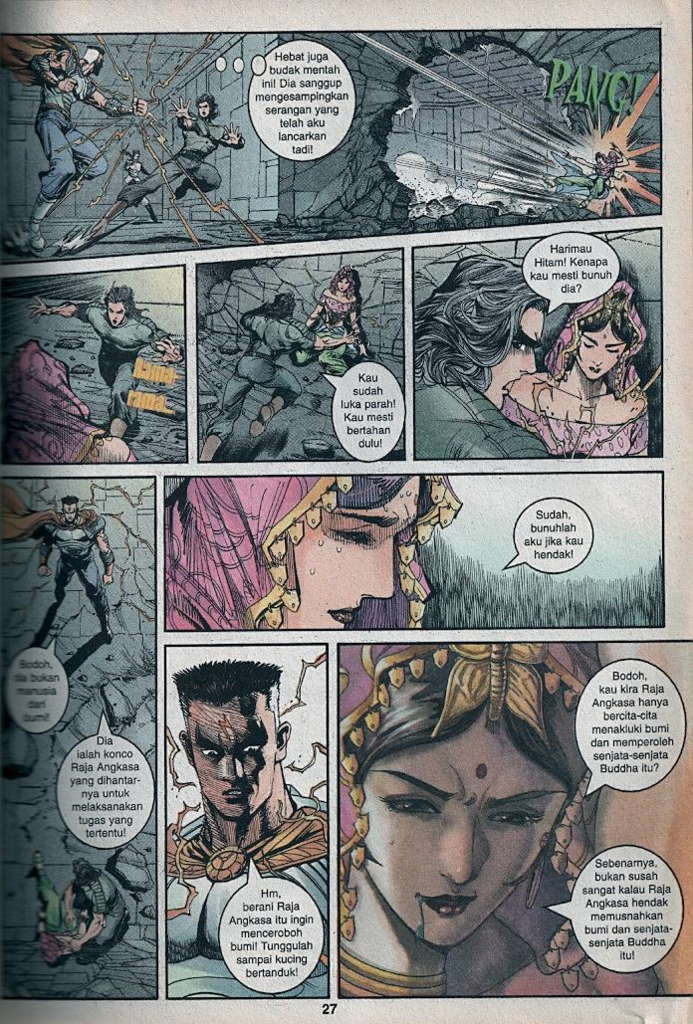 Hebat juga
budak mentah
ini! Dia sanggup
mengesampingkan
serangan yang
telah aku
lancarkan
tadi!
PANG!
Rama-
rama...
Kau
sudah
luka parah!
Kau mesti
bertahan
dulu!
Harimau
Hitam! Kenapa
kau mesti bunuh
dia?
Bodoh,
dia bukan
manusia
dari
bumi!
Dia
ialah konco
Raja Angkasa
yang dihantar-
nya untuk
melaksanakan
tugas yang
tertentu!
Sudah,
bunuhlah
aku jika kau
hendak!
Hm,
berani Raja
Angkasa itu ingin
menceroboh
bumi! Tunggulah
sampai kucing
bertanduk!
Bodoh,
kau kira Raja
Angkasa hanya
bercita-cita
menakluki bumi
dan memperoleh
senjata-senjata
Buddha itu?
Sebenarnya,
bukan susah
sangat kalau Raja
Angkasa hendak
memusnahkan
bumi dan senjata-
senjata Buddha
itu!
27